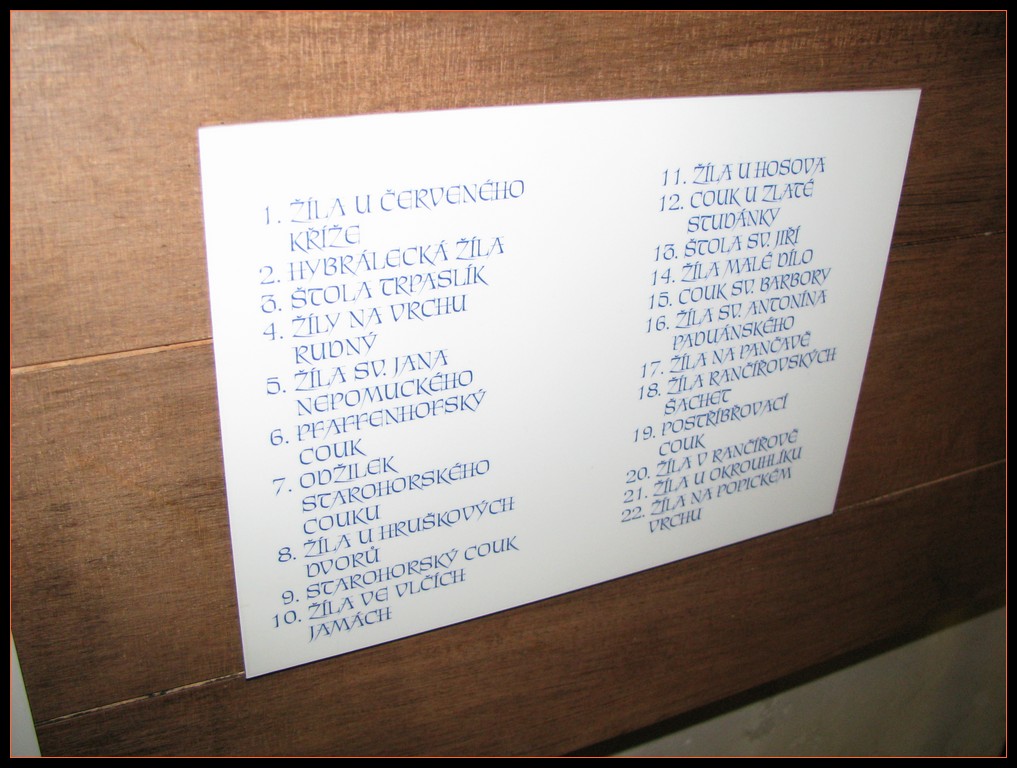 1. ŽÍLA U ČERVENÉHO
KŘÍŽE
2. HYBRÁLECKÁ ŽÍLA
3. ŠTOLA TRPASLÍK
4. ŽÍLY NA VRCHU
RUDNÝ
5. ŽÍLA SV. JANA
NEPOMUCKÉHO
6. PFAFFENHOFSKÝ
COUK
7. ODŽILEK
STAROHORSKÉHO
COUKU
8. ŽÍLA U HRUŠKOVÝCH
DVORŮ
9. STAROHORSKÝ COUK
10. ŽÍLA VE VLČÍCH
JAMÁCH
11. ŽÍLA U HOSOVA
12. COUK U ZLATÉ
STUDÁNKY
13. ŠTOLA SV. JIŘÍ
14. ŽÍLA MALÉ DÍLO
15. COUK SV. BARBORY
16. ŽÍLA SV. ANTONÍNA
PADUÁNSKÉHO
17. ŽÍLA NA PANČAVĚ
18. ŽÍLA RANČÍŘOVSKÝCH
ŠACHET
19. POSTŘÍBŘOVACÍ
COUK
20. ŽÍLA V RANČÍŘOVĚ
21. ŽÍLA U OKROUHLÍKU
22. ŽÍLA NA POPICKÉM
VRCHU